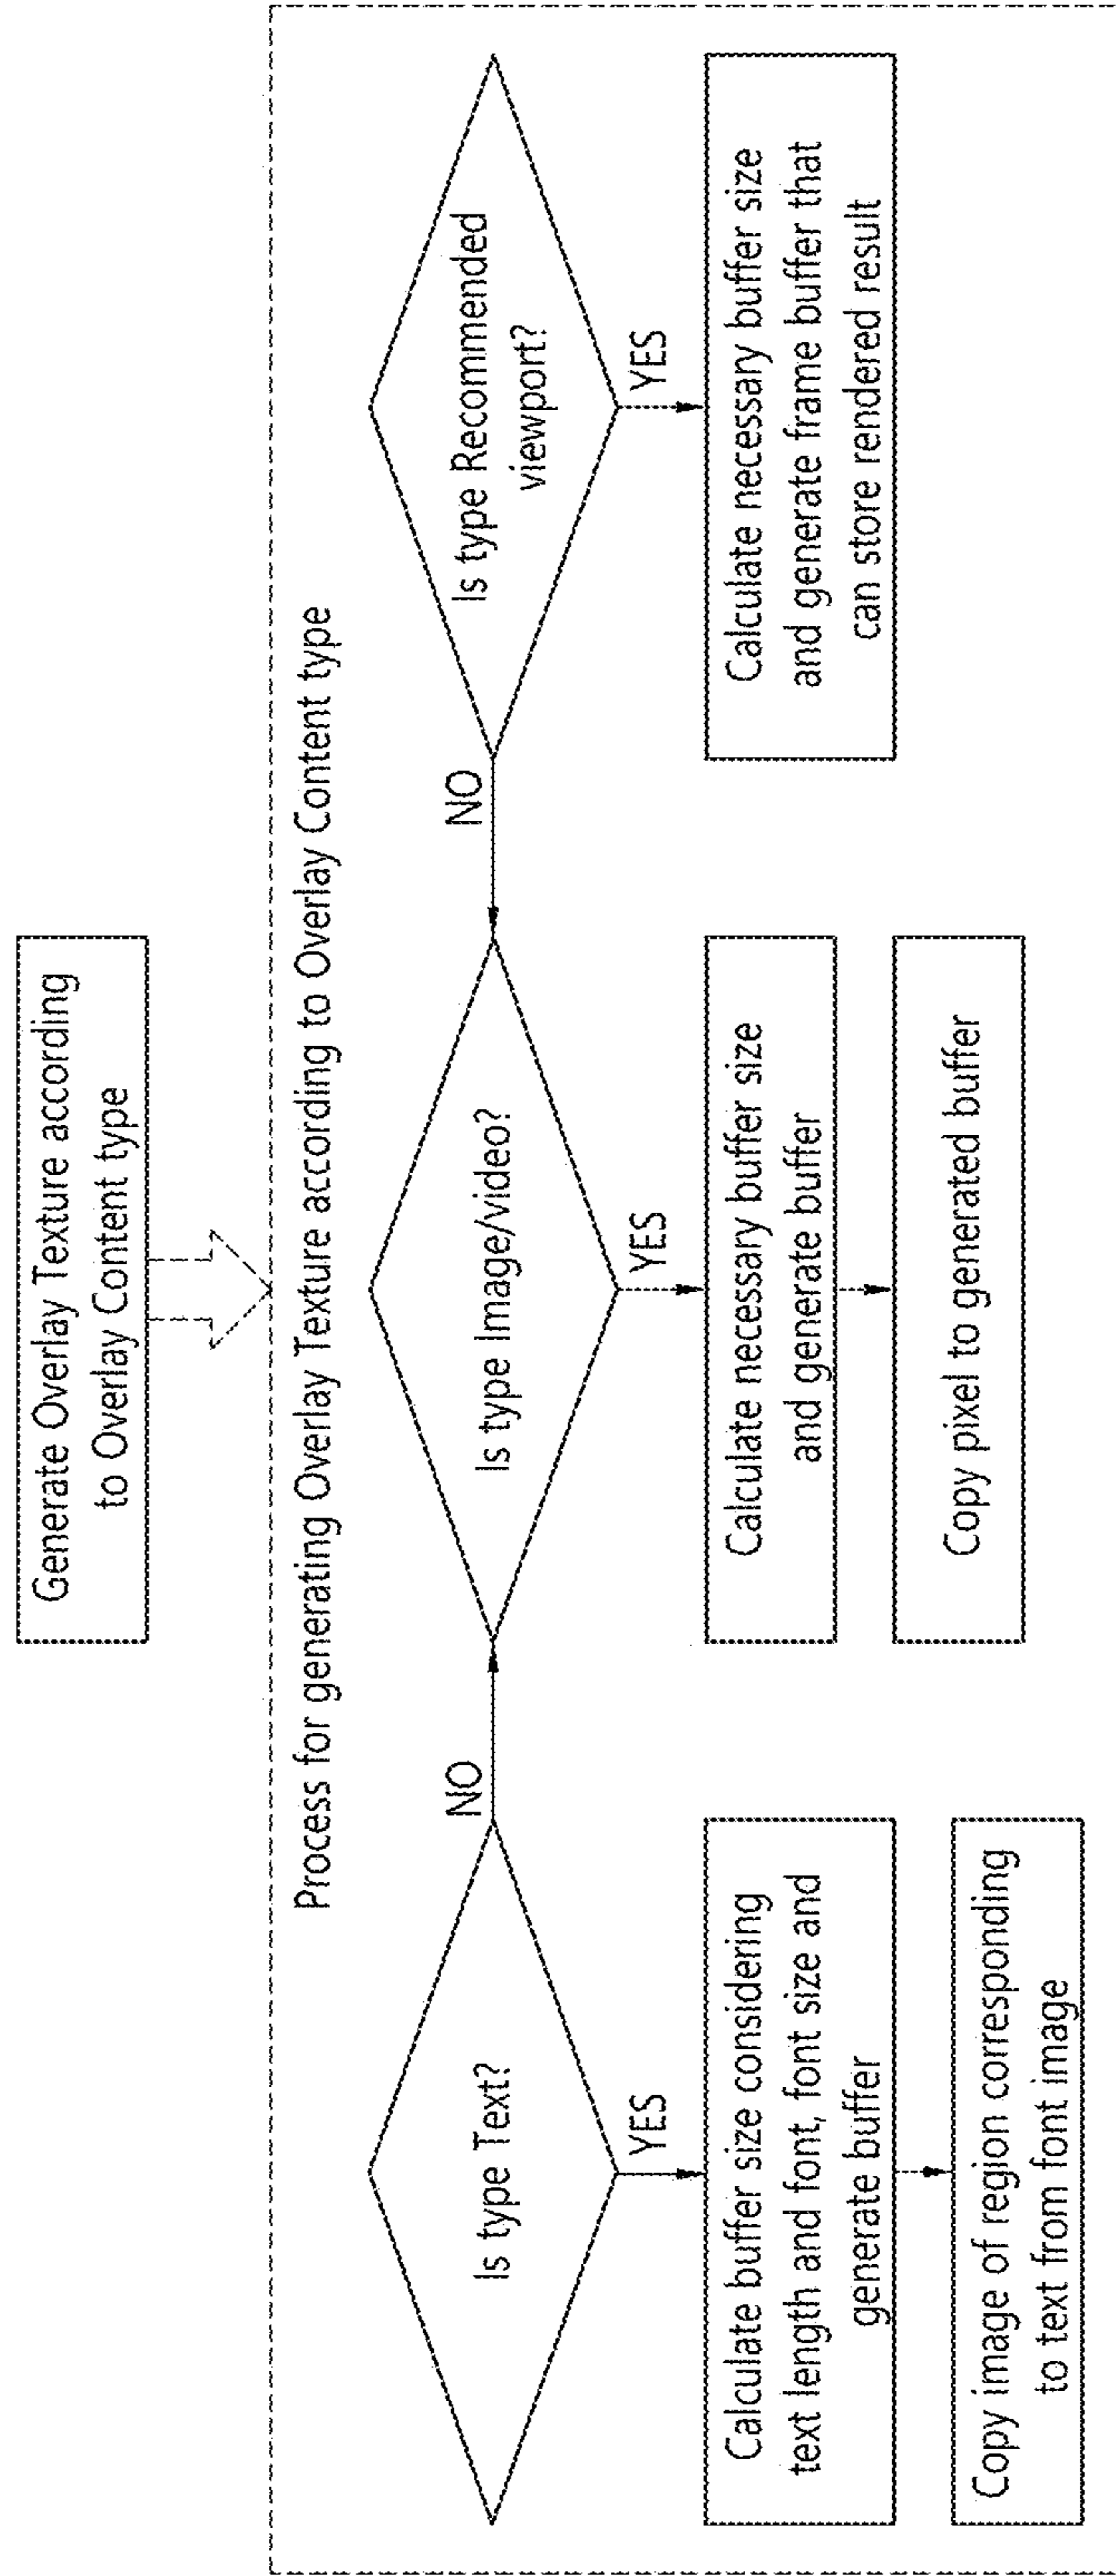 Generate Overlay Texture according
to Overlay Content type
Process for generating Overlay Texture according to Overlay Content type
Is type Text?
NO
YES
Calculate buffer size considering
text length and font, font size and
generate buffer
Copy image of region corresponding
to text from font image
Is type Image/video?
YES
Calculate necessary buffer size
and generate buffer
Copy pixel to generated buffer
NO
Is type Recommended
viewport?
YES
Calculate necessary buffer size
and generate frame buffer that
can store rendered result